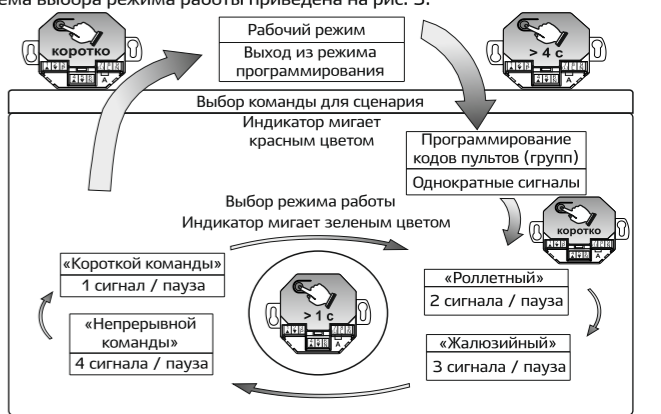 ема выбора режима работы приведена на рис. 3.
коротко
Рабочий режим
Выход из режима
программирования
> 4 с
Выбор команды для сценария
Индикатор мигает
красным цветом
Программирование
кодов пультов (групп)
Однократные сигналы
коротко
Выбор режима работы
Индикатор мигает зеленым цветом
«Короткой команды»
1 сигнал / пауза
> 1 с
«Роллетный»
2 сигнала / пауза
«Непрерывной
команды»
4 сигнала / пауза
«Жалюзийный»
3 сигнала / пауза